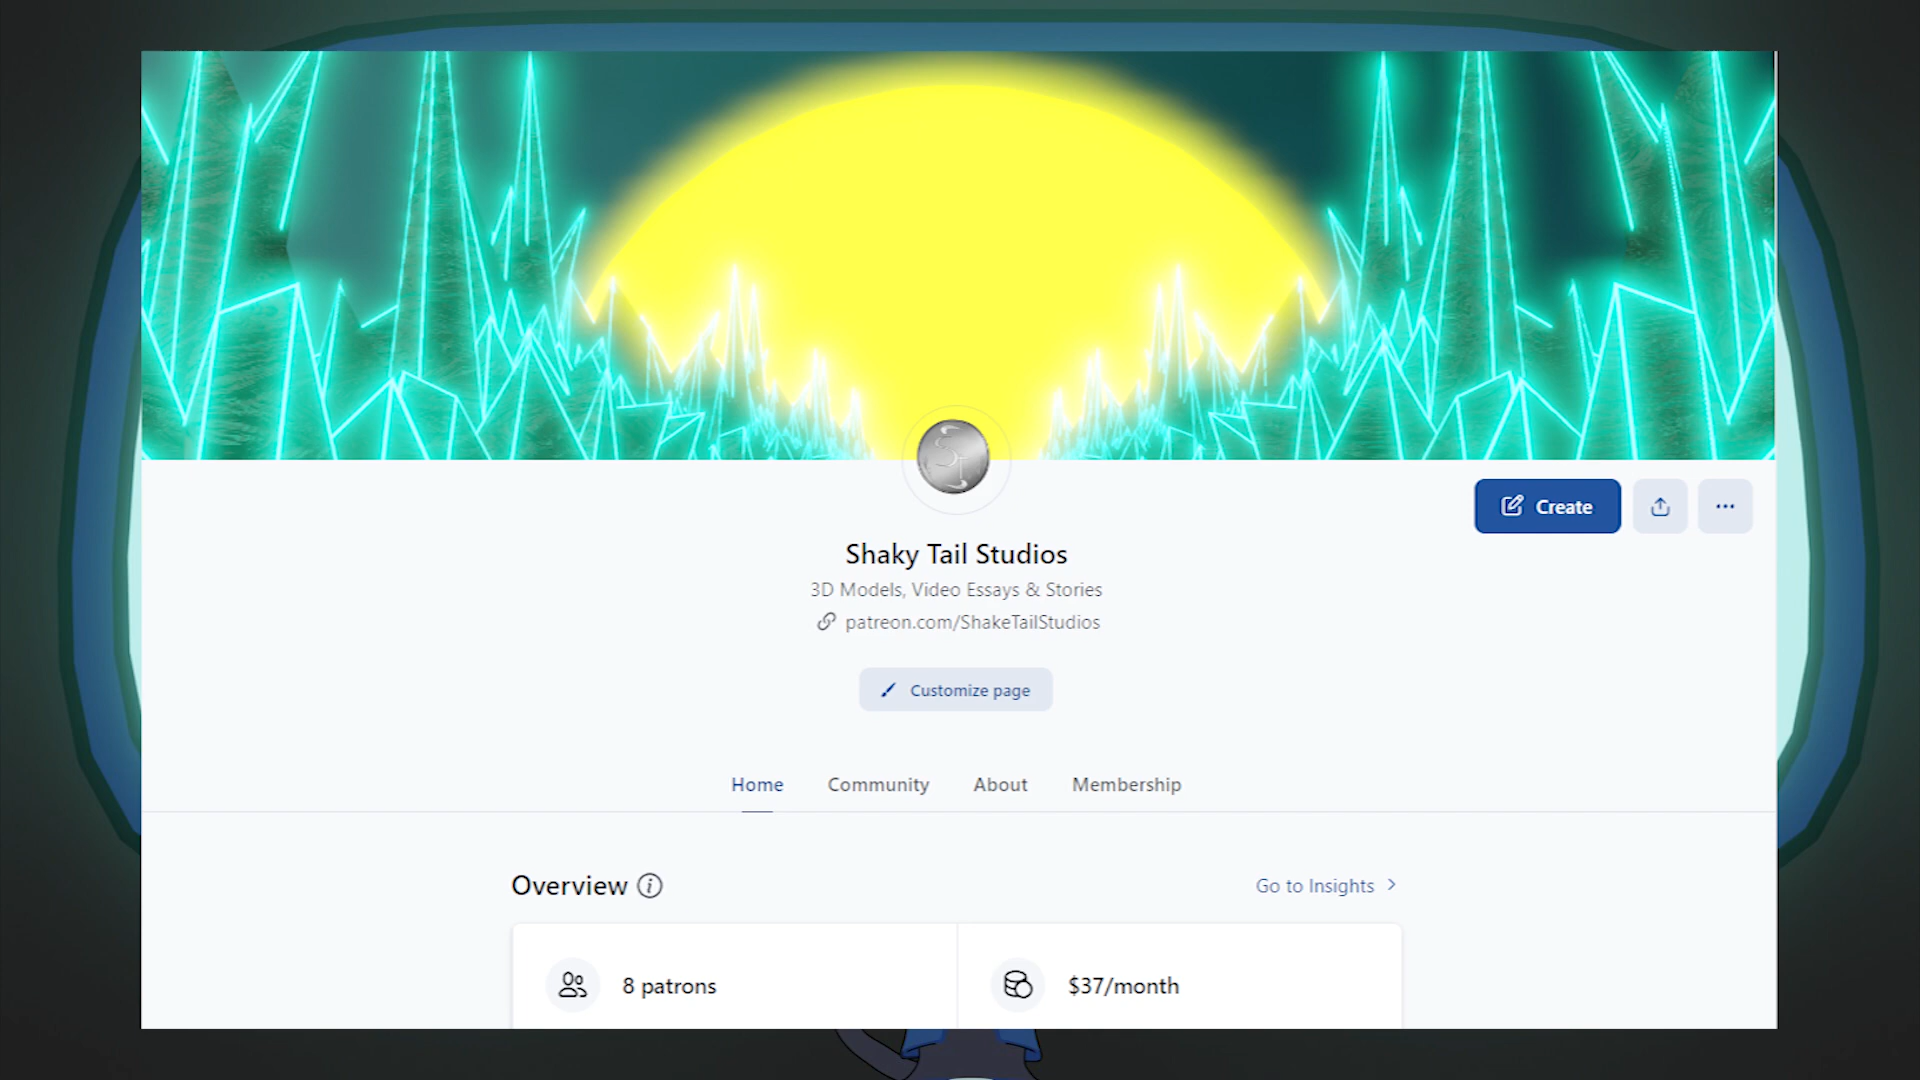 Create
Shaky Tail Studios
3D Models, Video Essays & Stories
patreon.com/ShakeTailStudios
Customize page
Home Community About Membership
Overview
Go to Insights
8 patrons
$37/month